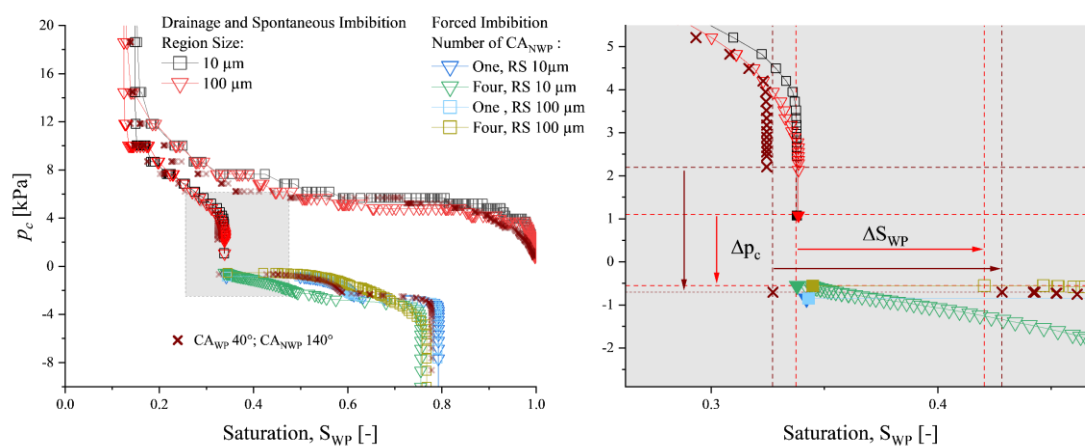 Drainage and Spontaneous Imbibition
Region Size:
10 µm
100 µm
Forced Imbibition
Number of CA_NWP :
One, RS 10µm
Four, RS 10 µm
One, RS 100 µm
Four, RS 100 µm
CA_WP 40°; CA_NWP 140°
p_c [kPa]
20
16
12
8
4
0
-4
-8
0.0
0.2
0.4
0.6
0.8
1.0
Saturation, S_WP [-]
5
4
3
2
1
0
-1
-2
Δp_c
ΔS_WP
0.3
0.4
Saturation, S_WP [-]